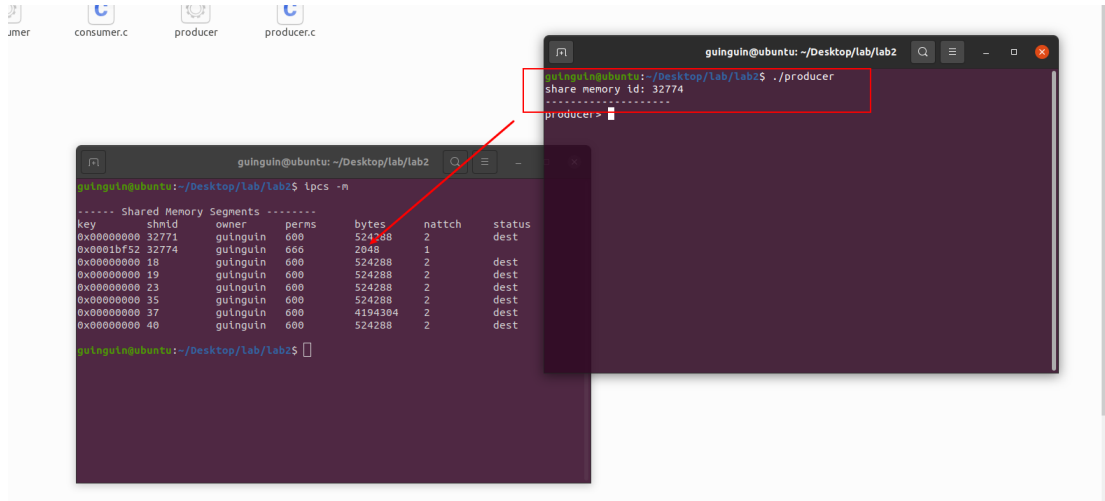 consumer.c
producer
producer.c
guinguin@ubuntu: ~/Desktop/lab/lab2
guinguin@ubuntu:~/Desktop/lab/lab2$ ./producer
share memory id: 32774
--------------------
producer>
guinguin@ubuntu: ~/Desktop/lab/lab2
guinguin@ubuntu:~/Desktop/lab/lab2$ ipcs -m
------ Shared Memory Segments --------
key shmid owner perms bytes nattch status
0x00000000 32771 guinguin 600 524288 2 dest
0x0001bf52 32774 guinguin 666 2048 1
0x00000000 18 guinguin 600 524288 2 dest
0x00000000 19 guinguin 600 524288 2 dest
0x00000000 23 guinguin 600 524288 2 dest
0x00000000 35 guinguin 600 524288 2 dest
0x00000000 37 guinguin 600 4194304 2 dest
0x00000000 40 guinguin 600 524288 2 dest
guinguin@ubuntu:~/Desktop/lab/lab2$